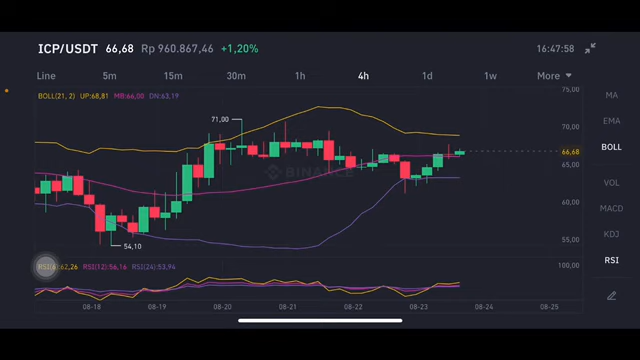 ICP/USDT 66,68 Rp 960.867,46 +1,20% 16:47:58
Line 5m 15m 30m 1h 4h 1d 1w More
BOLL(21, 2) UP:68,81 MB:66,00 DN:63,19
75,00
71,00
70,00
66,68
65,00
60,00
55,00
54,10
BINANCE
RSI(6):62,26 RSI(12):56,16 RSI(24):53,94
100,00
08-18 08-19 08-20 08-21 08-22 08-23 08-24 08-25
MA
EMA
BOLL
VOL
MACD
KDJ
RSI